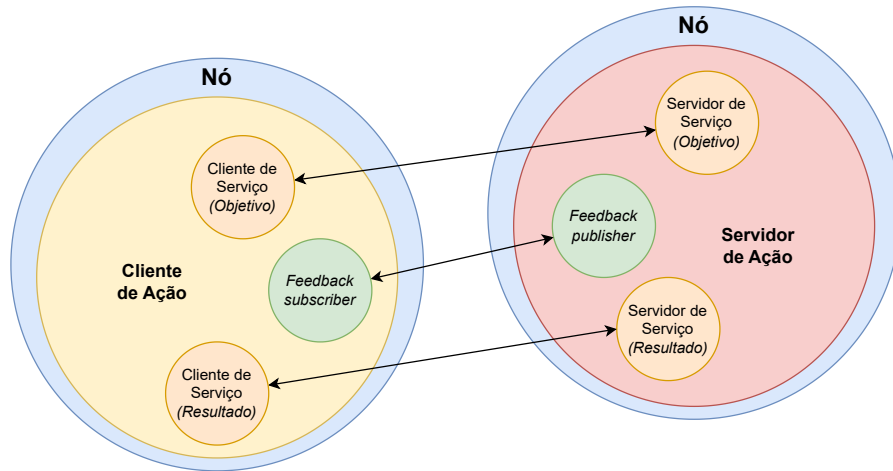 Nó
Cliente de
Serviço
(Objetivo)
Cliente
de Ação
Feedback
subscriber
Cliente de
Serviço
(Resultado)
Nó
Servidor de
Serviço
(Objetivo)
Feedback
publisher
Servidor
de Ação
Servidor de
Serviço
(Resultado)